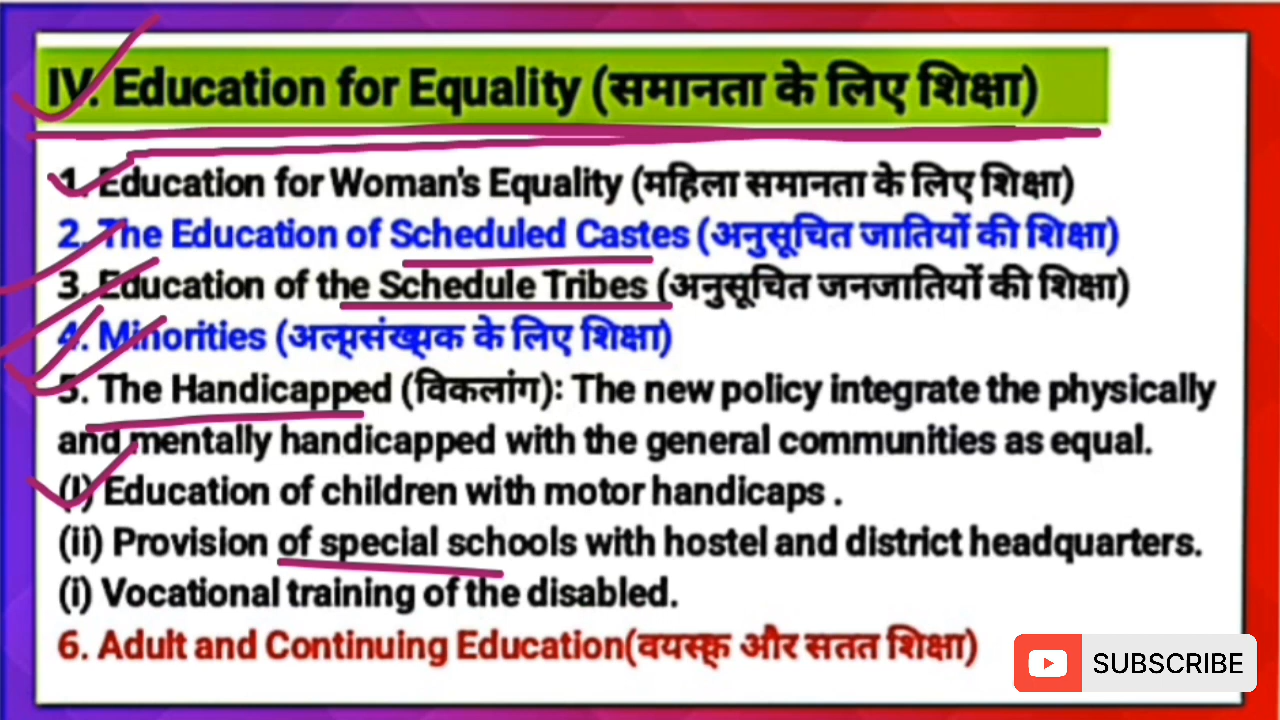 IV. Education for Equality (समानता के लिए शिक्षा)
1. Education for Woman's Equality (महिला समानता के लिए शिक्षा)
2. The Education of Scheduled Castes (अनुसूचित जातियों की शिक्षा)
3. Education of the Schedule Tribes (अनुसूचित जनजातियों की शिक्षा)
4. Minorities (अल्पसंख्यक के लिए शिक्षा)
5. The Handicapped (विकलांग): The new policy integrate the physically
and mentally handicapped with the general communities as equal.
(I) Education of children with motor handicaps .
(ii) Provision of special schools with hostel and district headquarters.
(i) Vocational training of the disabled.
6. Adult and Continuing Education(वयस्क और सतत शिक्षा)
SUBSCRIBE